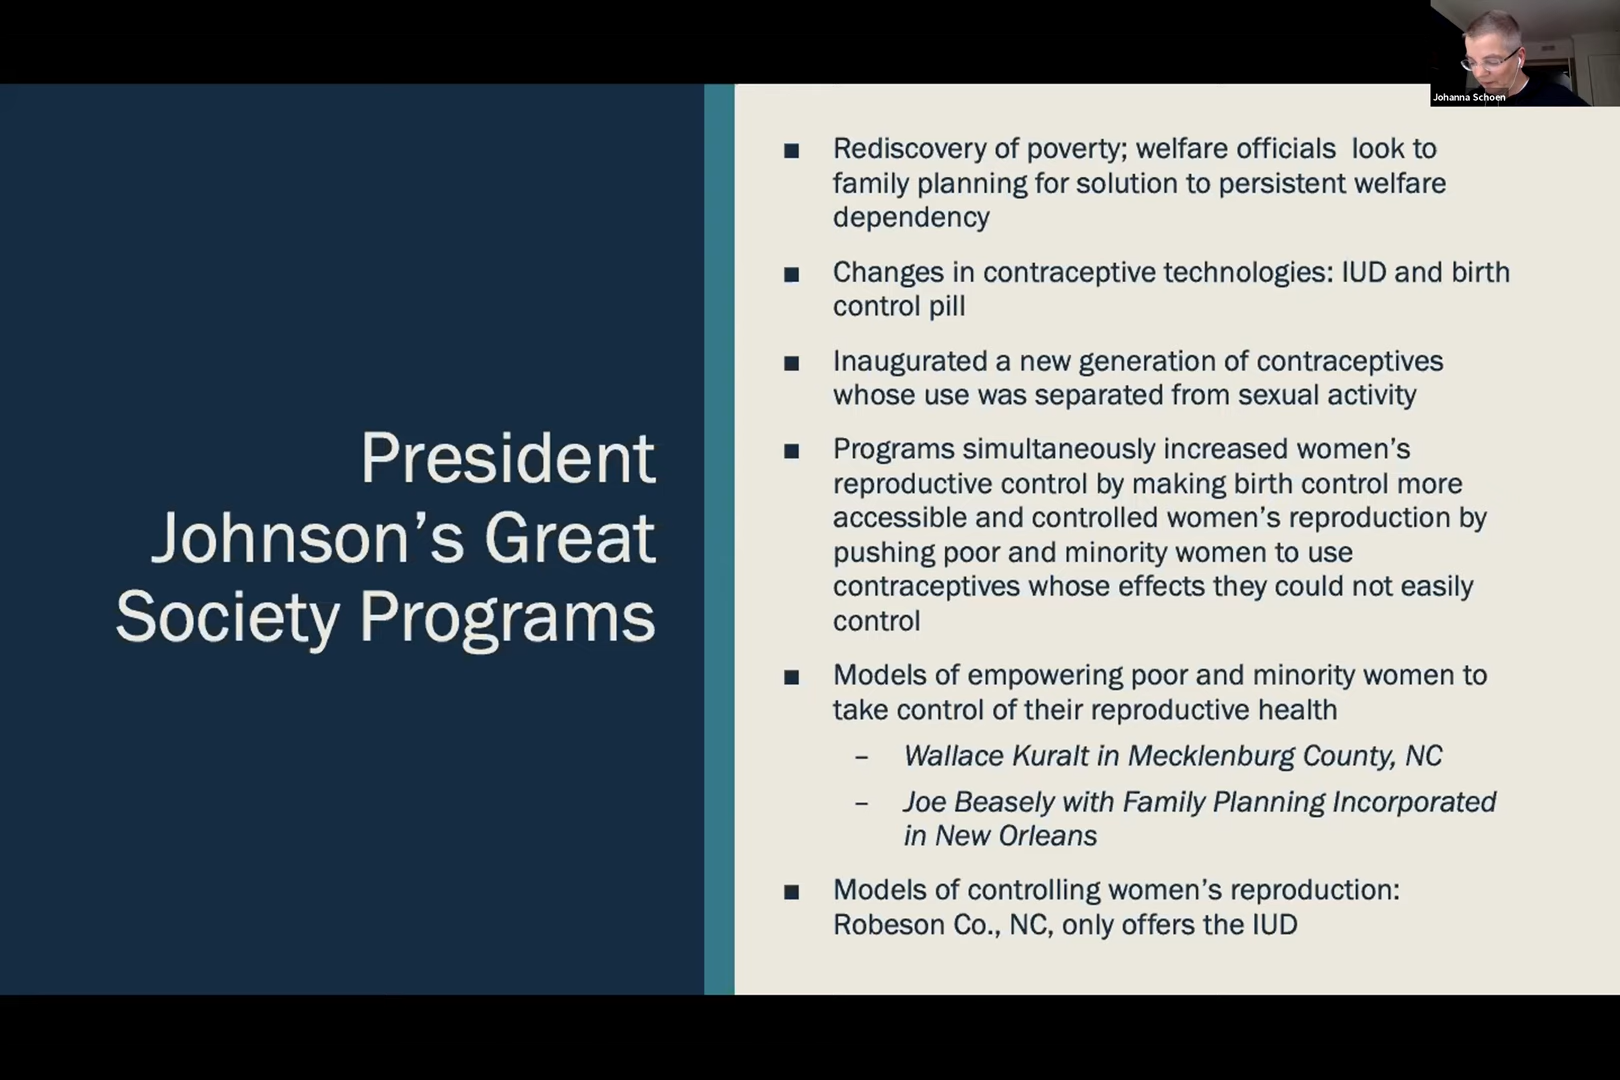 Johanna Schoen
President
Johnson’s Great
Society Programs
■ Rediscovery of poverty; welfare officials  look to
family planning for solution to persistent welfare
dependency
■ Changes in contraceptive technologies: IUD and birth
control pill
■ Inaugurated a new generation of contraceptives
whose use was separated from sexual activity
■ Programs simultaneously increased women’s
reproductive control by making birth control more
accessible and controlled women’s reproduction by
pushing poor and minority women to use
contraceptives whose effects they could not easily
control
■ Models of empowering poor and minority women to
take control of their reproductive health
– Wallace Kuralt in Mecklenburg County, NC
– Joe Beasely with Family Planning Incorporated
in New Orleans
■ Models of controlling women’s reproduction:
Robeson Co., NC, only offers the IUD